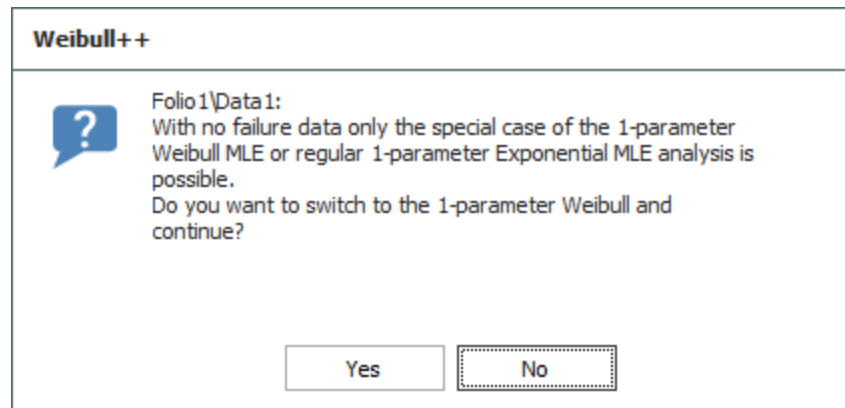 Weibull++
?
Folio1\Data1:
With no failure data only the special case of the 1-parameter
Weibull MLE or regular 1-parameter Exponential MLE analysis is
possible.
Do you want to switch to the 1-parameter Weibull and
continue?
Yes No